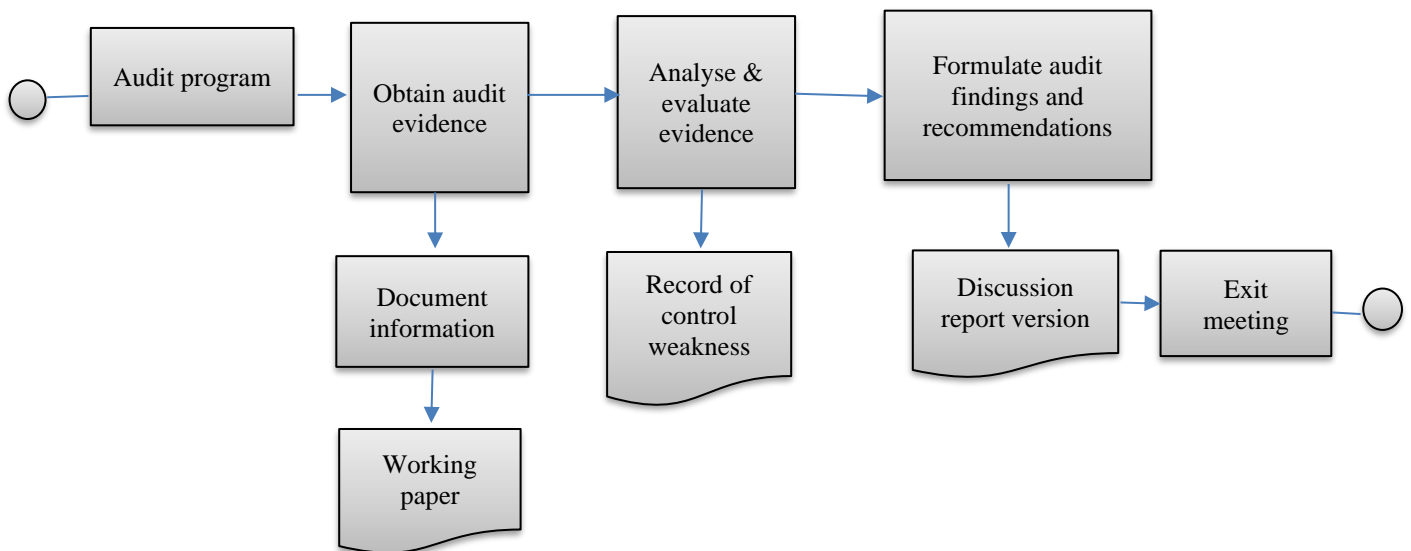 Audit program
Obtain audit
evidence
Analyse &
evaluate
evidence
Formulate audit
findings and
recommendations
Document
information
Record of
control
weakness
Discussion
report version
Exit
meeting
Working
paper